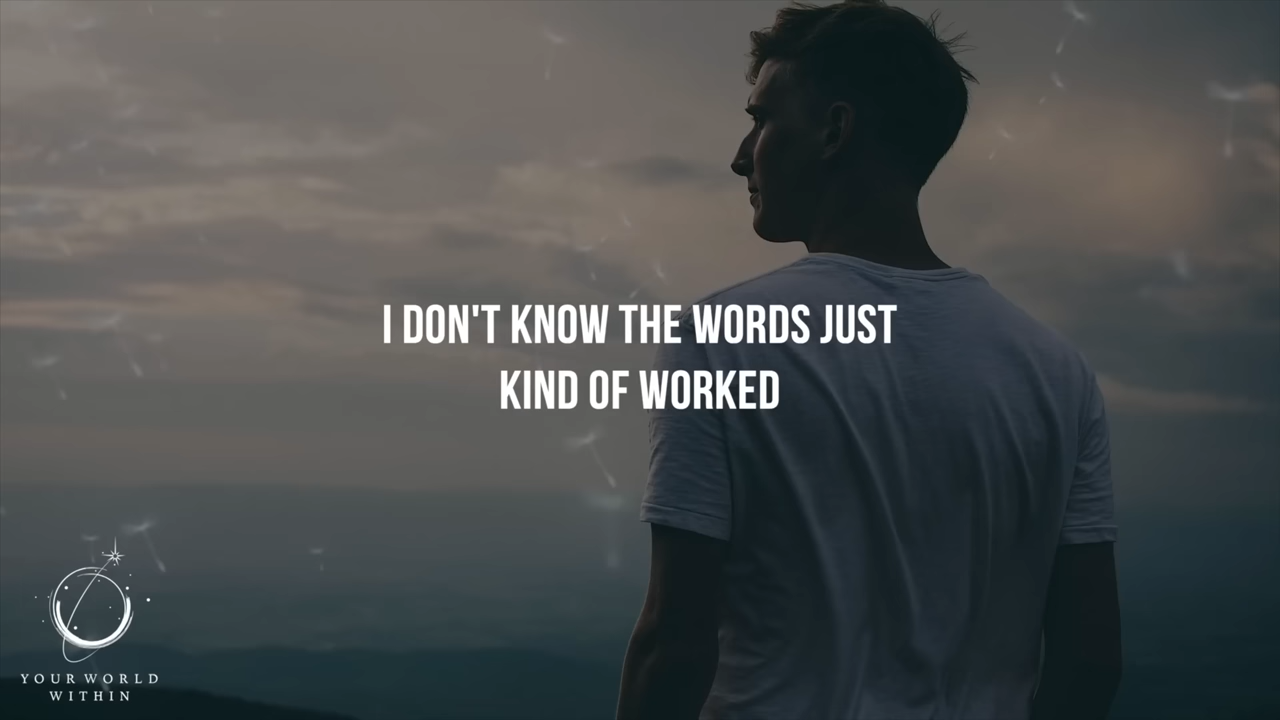 I DON'T KNOW THE WORDS JUST
KIND OF WORKED
YOUR WORLD
WITHIN